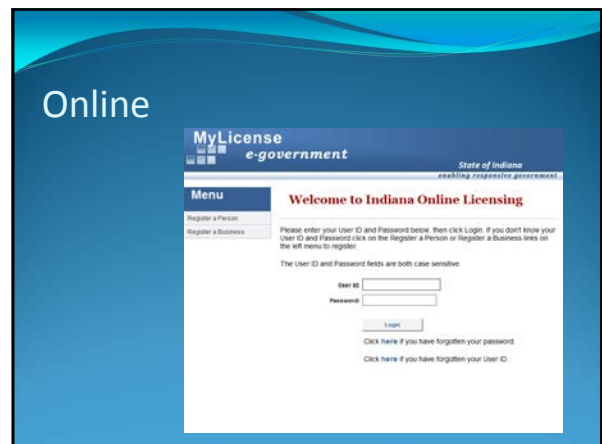 Online
MyLicense
e-government
State of Indiana
enabling responsive government
Menu
Register a Person
Register a Business
Welcome to Indiana Online Licensing
Please enter your User ID and Password below, then click Login. If you don't know your
User ID and Password click on the Register a Person or Register a Business links on
the left menu to register.
The User ID and Password fields are both case sensitive.
User Id:
Password:
Login
Click here if you have forgotten your password.
Click here if you have forgotten your User ID.